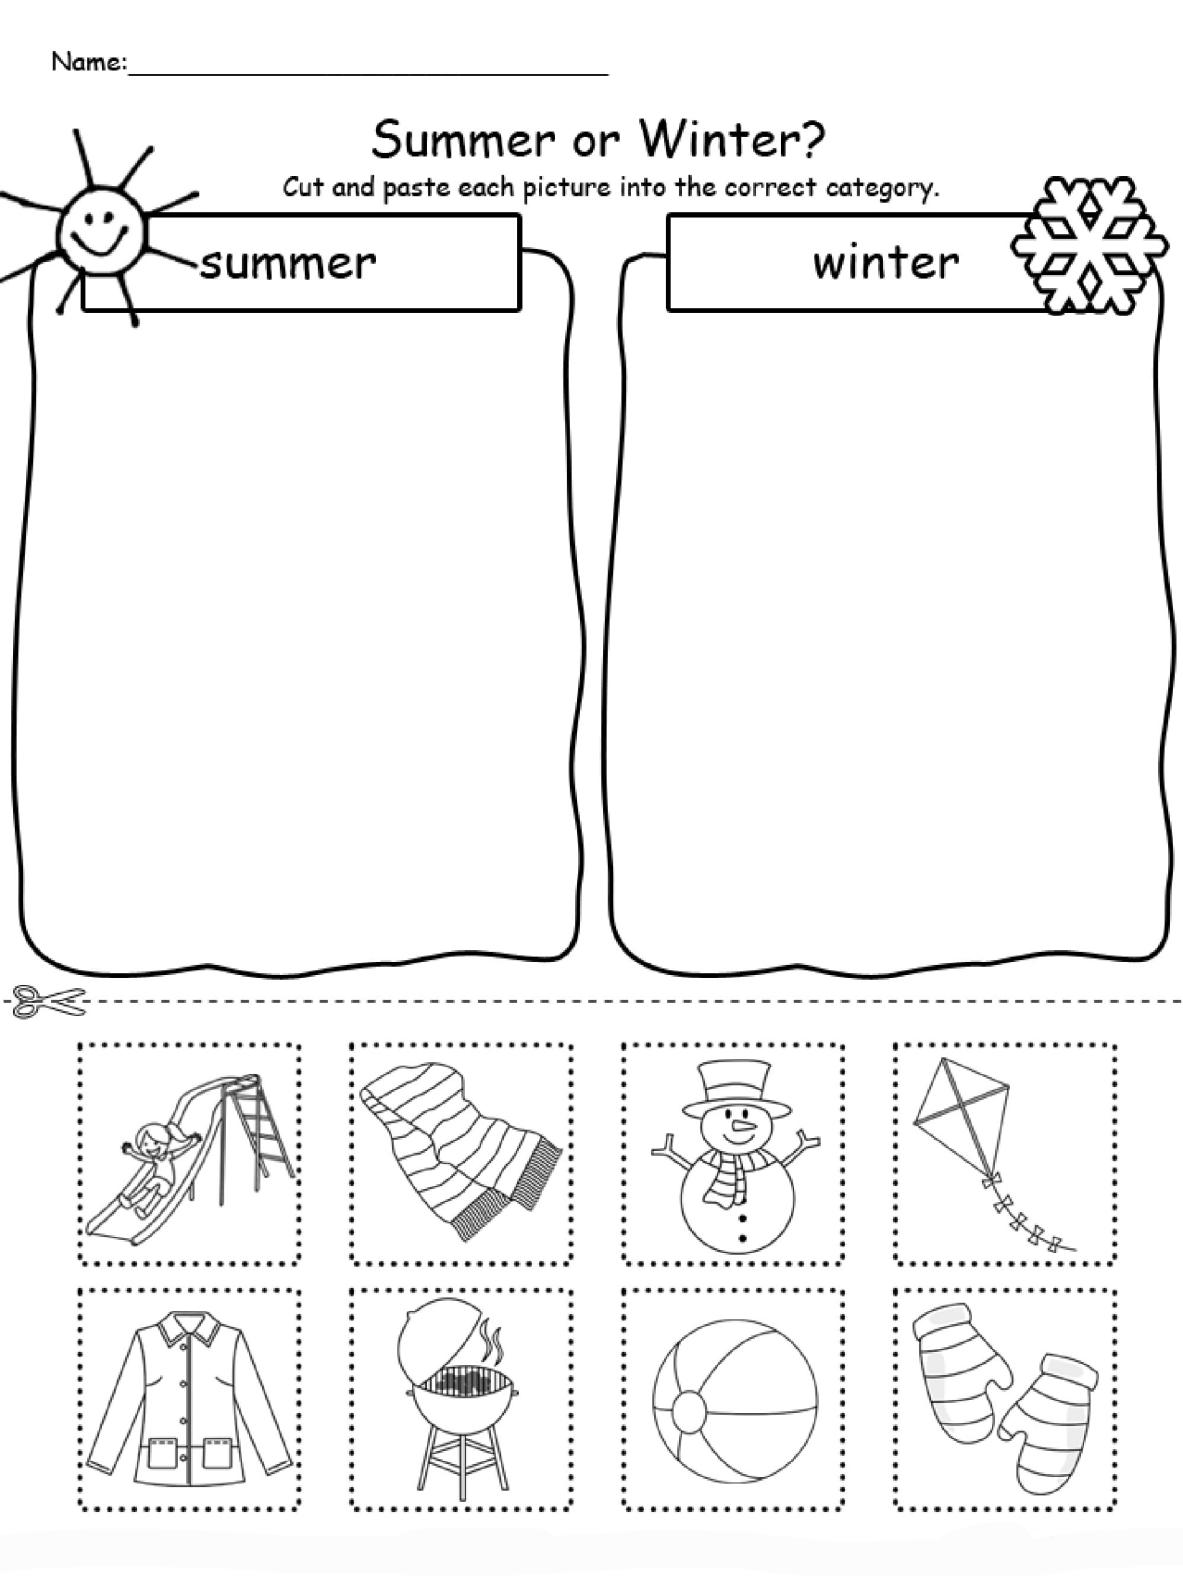 Name:
Summer or Winter?
Cut and paste each picture into the correct category.
summer
winter